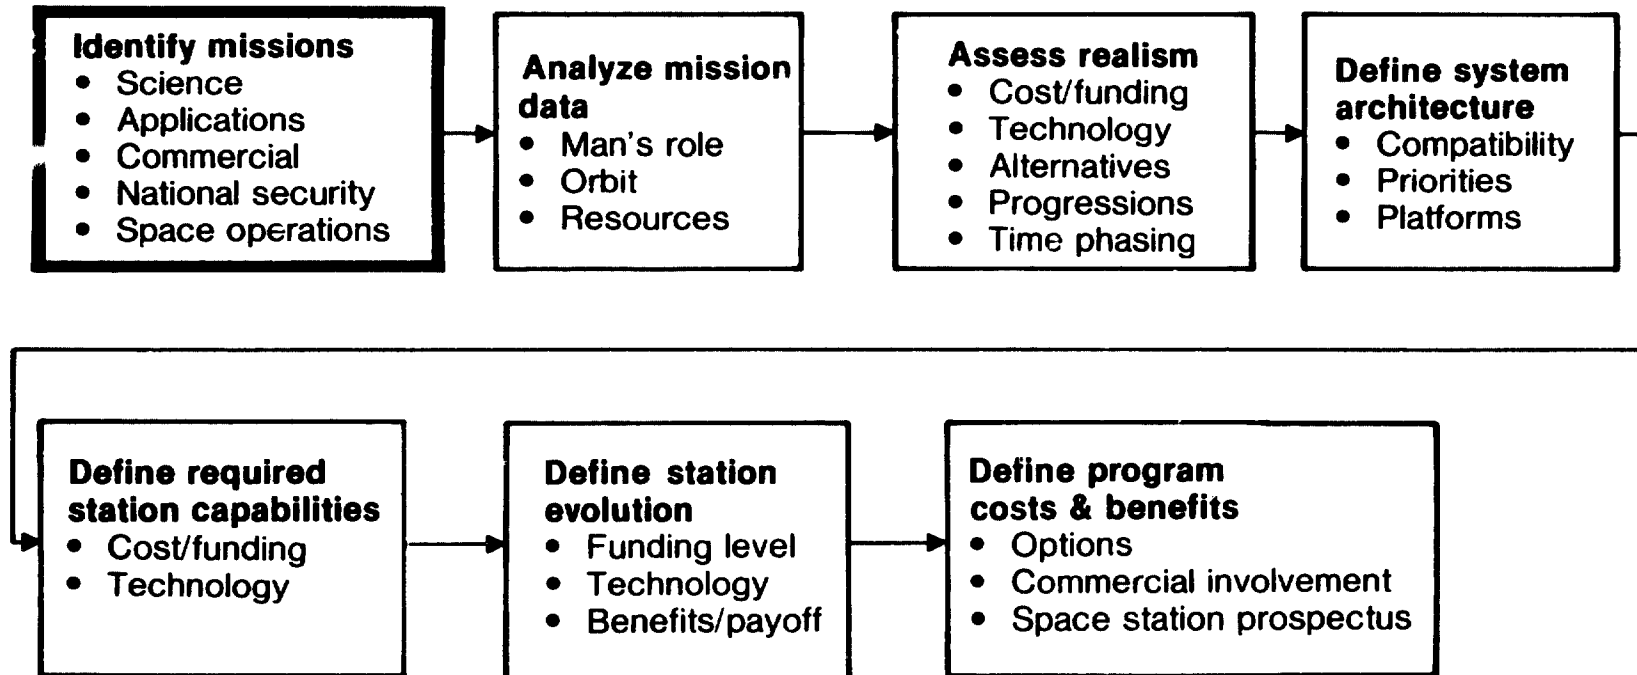 Identify missions
• Science
• Applications
• Commercial
• National security
• Space operations
Analyze mission
data
• Man's role
• Orbit
• Resources
Assess realism
• Cost/funding
• Technology
• Alternatives
• Progressions
• Time phasing
Define system
architecture
• Compatibility
• Priorities
• Platforms
Define required
station capabilities
• Cost/funding
• Technology
Define station
evolution
• Funding level
• Technology
• Benefits/payoff
Define program
costs & benefits
• Options
• Commercial involvement
• Space station prospectus